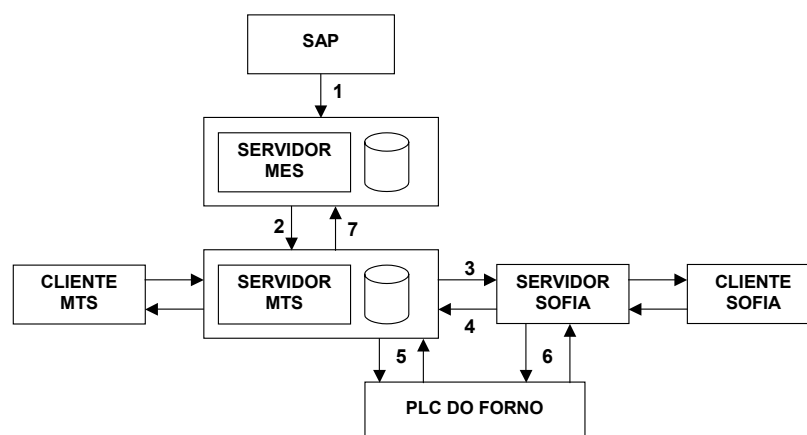 SAP
1
SERVIDOR
MES
2
7
CLIENTE
MTS
SERVIDOR
MTS
3
4
SERVIDOR
SOFIA
CLIENTE
SOFIA
5
6
PLC DO FORNO